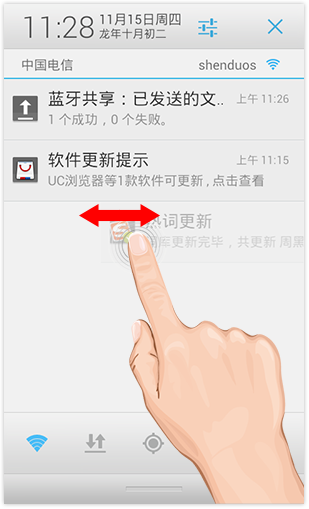 11:28 11月15日周四
龙年十月初二
中国电信 shenduos
蓝牙共享：已发送的文.. 上午 11:26
1 个成功，0 个失败。
软件更新提示 上午 11:15
UC浏览器等1款软件可更新 , 点击查看
热词更新
库更新完毕，共更新 周黑